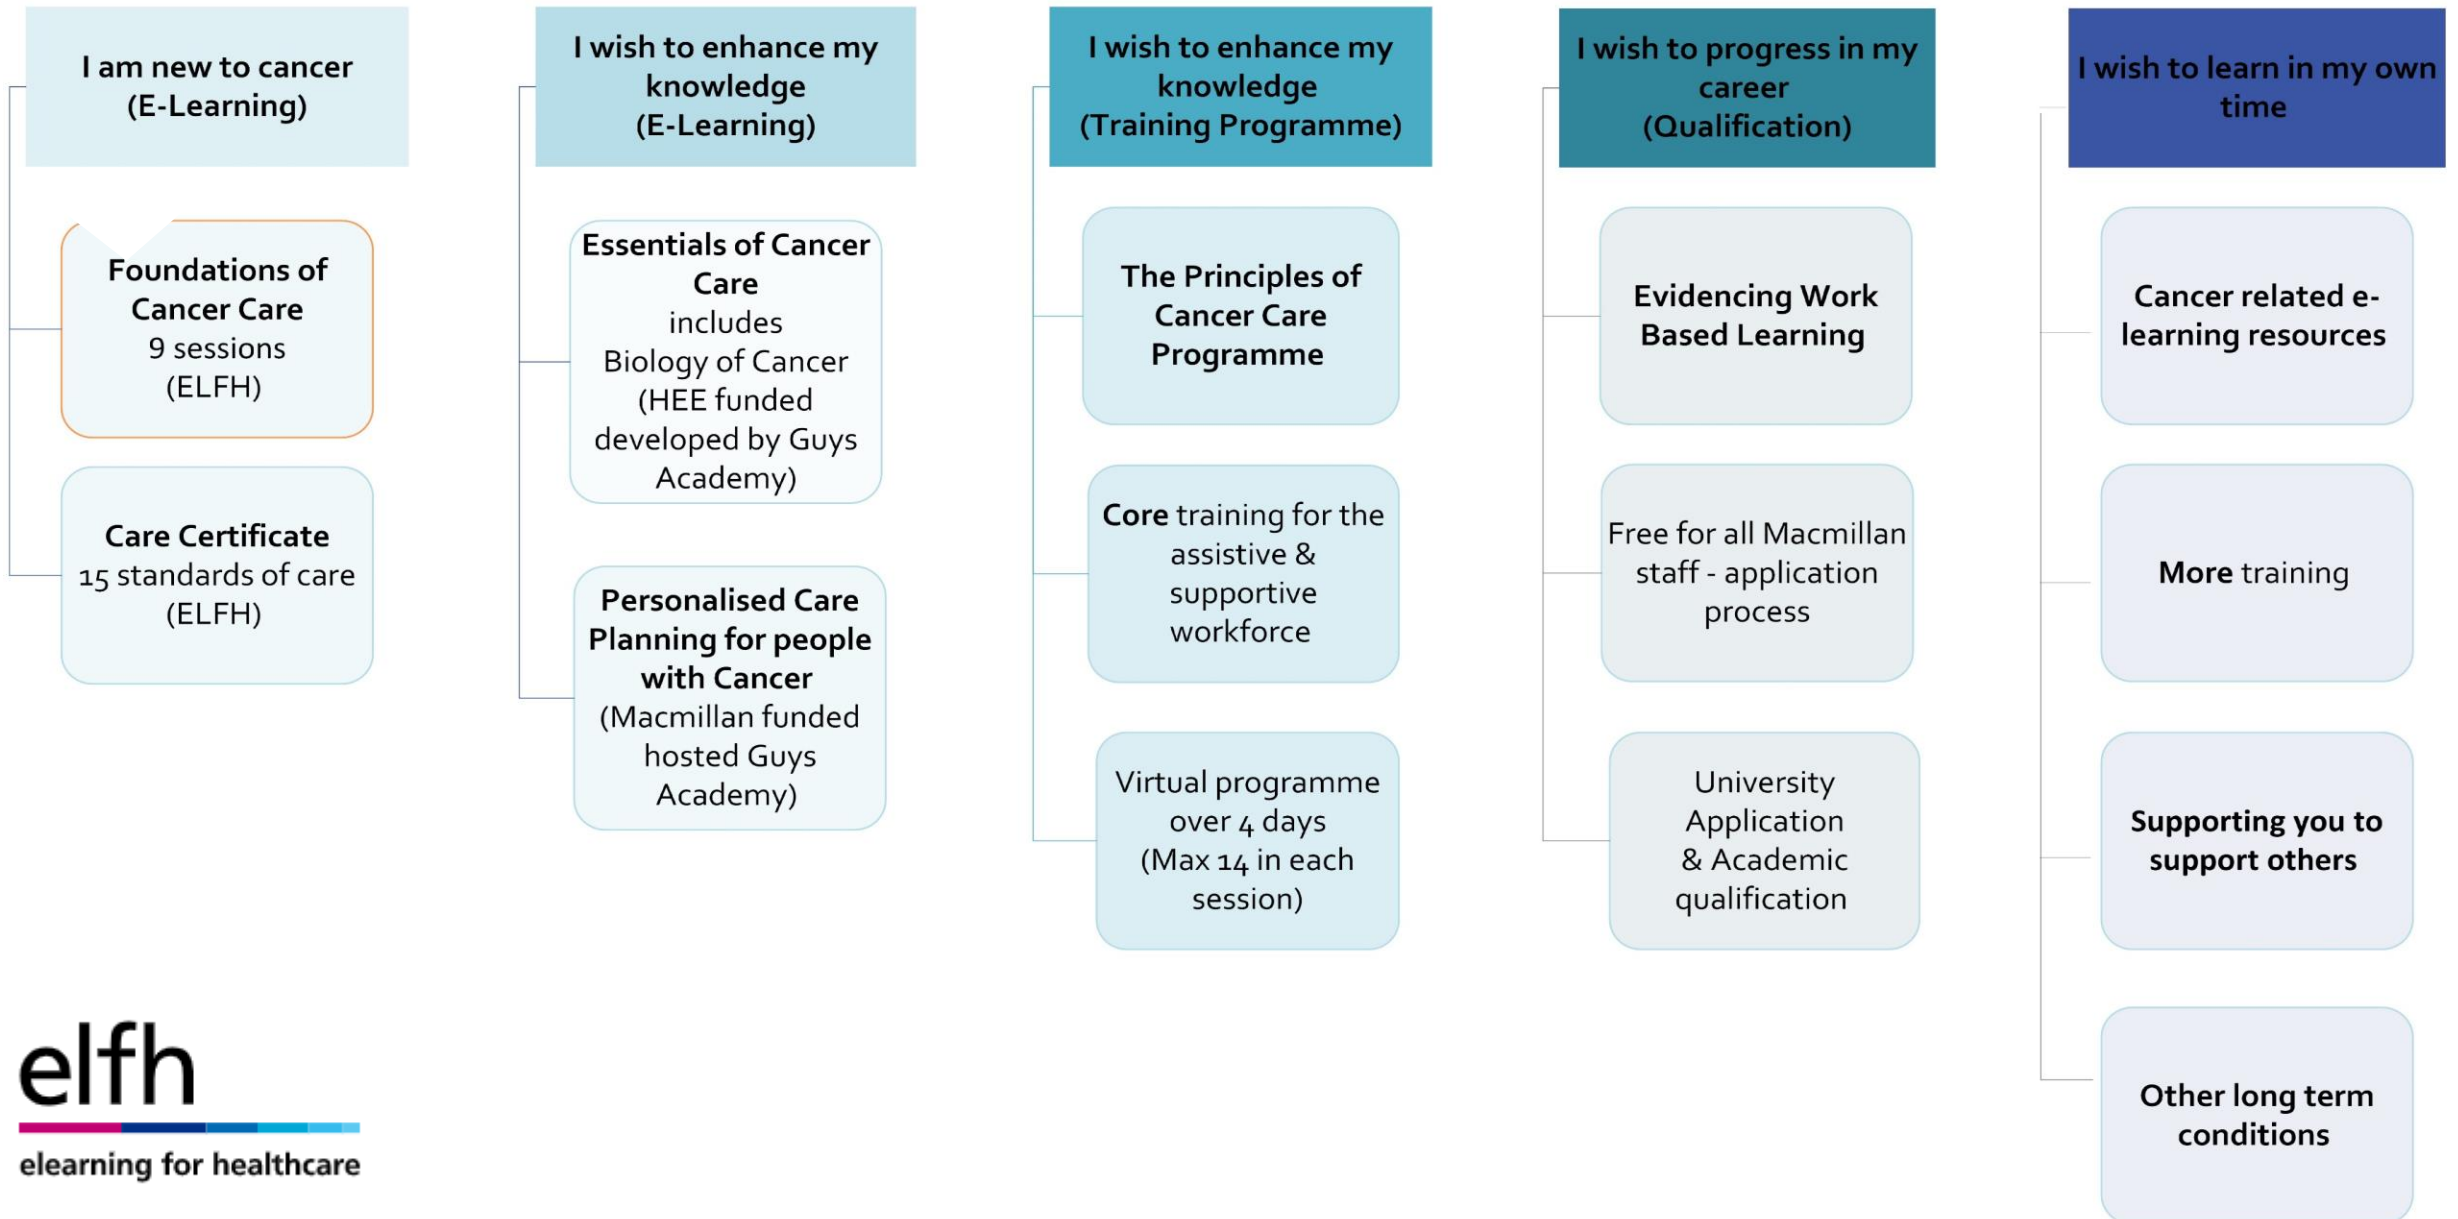 I am new to cancer
(E-Learning)
Foundations of
Cancer Care
9 sessions
(ELFH)
Care Certificate
15 standards of care
(ELFH)
I wish to enhance my
knowledge
(E-Learning)
Essentials of Cancer
Care
includes
Biology of Cancer
(HEE funded
developed by Guys
Academy)
Personalised Care
Planning for people
with Cancer
(Macmillan funded
hosted Guys
Academy)
I wish to enhance my
knowledge
(Training Programme)
The Principles of
Cancer Care
Programme
Core training for the
assistive &
supportive
workforce
Virtual programme
over 4 days
(Max 14 in each
session)
I wish to progress in my
career
(Qualification)
Evidencing Work
Based Learning
Free for all Macmillan
staff - application
process
University
Application
& Academic
qualification
I wish to learn in my own
time
Cancer related e-
learning resources
More training
Supporting you to
support others
Other long term
conditions
elfh
elearning for healthcare